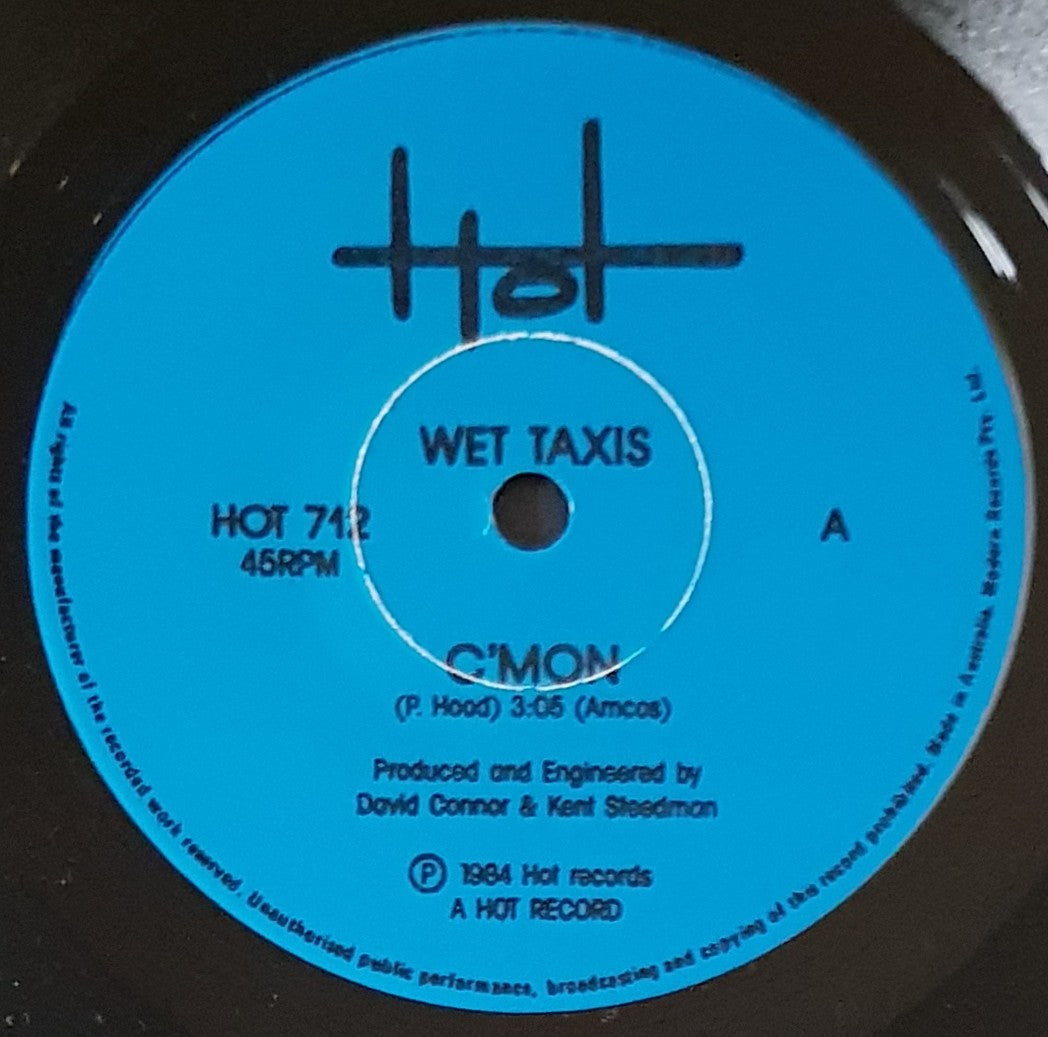 Hot
WET TAXIS
HOT 712
45RPM
A
C'MON
(P. Hood) 3:05 (Amcos)
Produced and Engineered by
David Connor & Kent Steedman
Ⓟ 1984 Hot records
A HOT RECORD
All rights of the manufacturer of the recorded work reserved. Unauthorised public performance, broadcasting and copying of this record prohibited. Made in Australia. Modern Records Pty. Ltd.